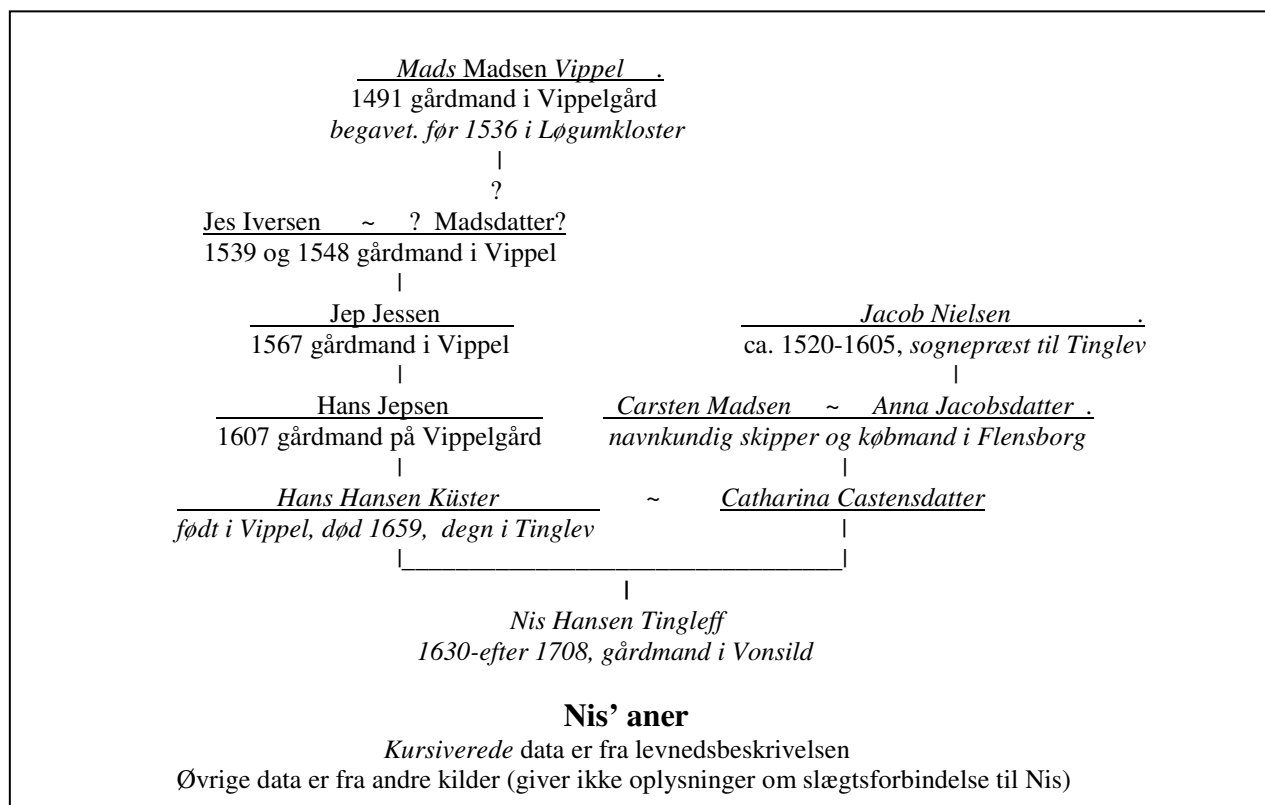 Mads Madsen Vippel .
1491 gårdmand i Vippelgård
begavet. før 1536 i Løgumkloster
|
?
Jes Iversen ~ ? Madsdatter?
1539 og 1548 gårdmand i Vippel
|
Jep Jessen Jacob Nielsen .
1567 gårdmand i Vippel ca. 1520-1605, sognepræst til Tinglev
| |
Hans Jepsen Carsten Madsen ~ Anna Jacobsdatter .
1607 gårdmand på Vippelgård navnkundig skipper og købmand i Flensborg
| |
Hans Hansen Küster ~ Catharina Castensdatter
født i Vippel, død 1659, degn i Tinglev |
|__________________________________|
|
Nis Hansen Tingleff
1630-efter 1708, gårdmand i Vonsild
Nis' aner
Kursiverede data er fra levnedsbeskrivelsen
Øvrige data er fra andre kilder (giver ikke oplysninger om slægtsforbindelse til Nis)